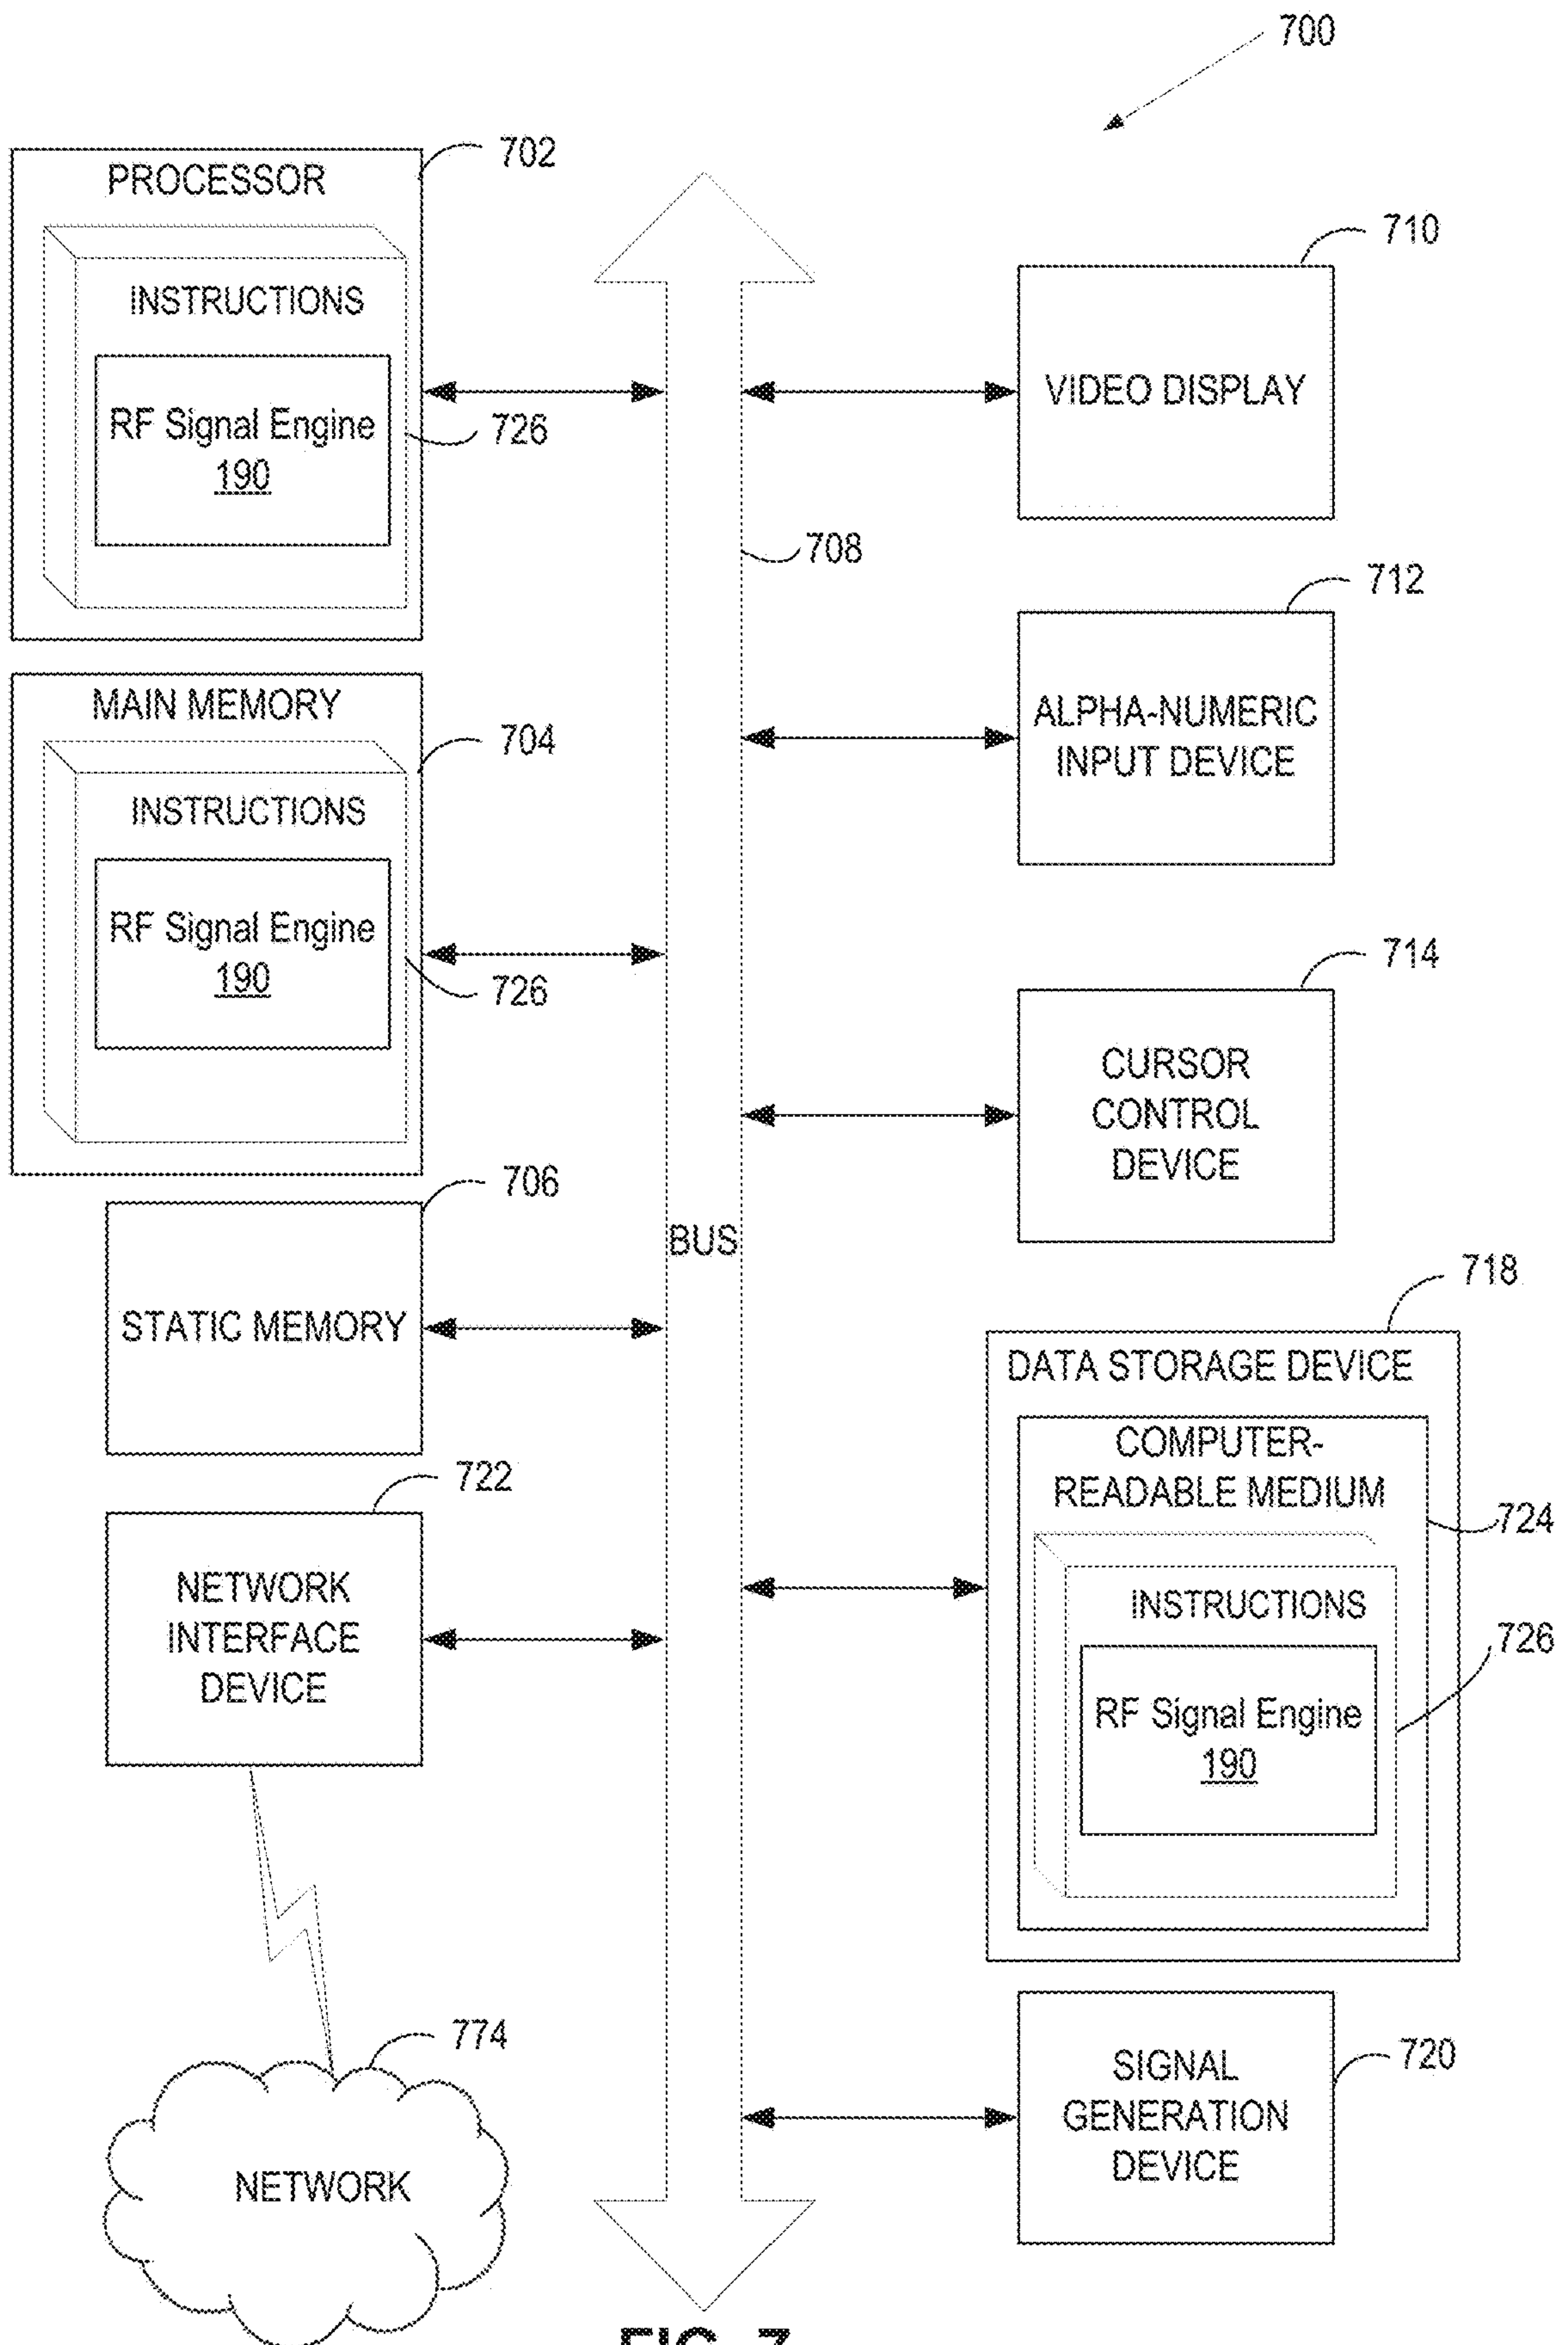 700
PROCESSOR
702
INSTRUCTIONS
RF Signal Engine
190
726
MAIN MEMORY
704
INSTRUCTIONS
RF Signal Engine
190
726
706
STATIC MEMORY
722
NETWORK
INTERFACE
DEVICE
774
NETWORK
708
BUS
710
VIDEO DISPLAY
712
ALPHA-NUMERIC
INPUT DEVICE
714
CURSOR
CONTROL
DEVICE
718
DATA STORAGE DEVICE
COMPUTER-
READABLE MEDIUM
724
INSTRUCTIONS
726
RF Signal Engine
190
SIGNAL
GENERATION
DEVICE
720
FIG. 7